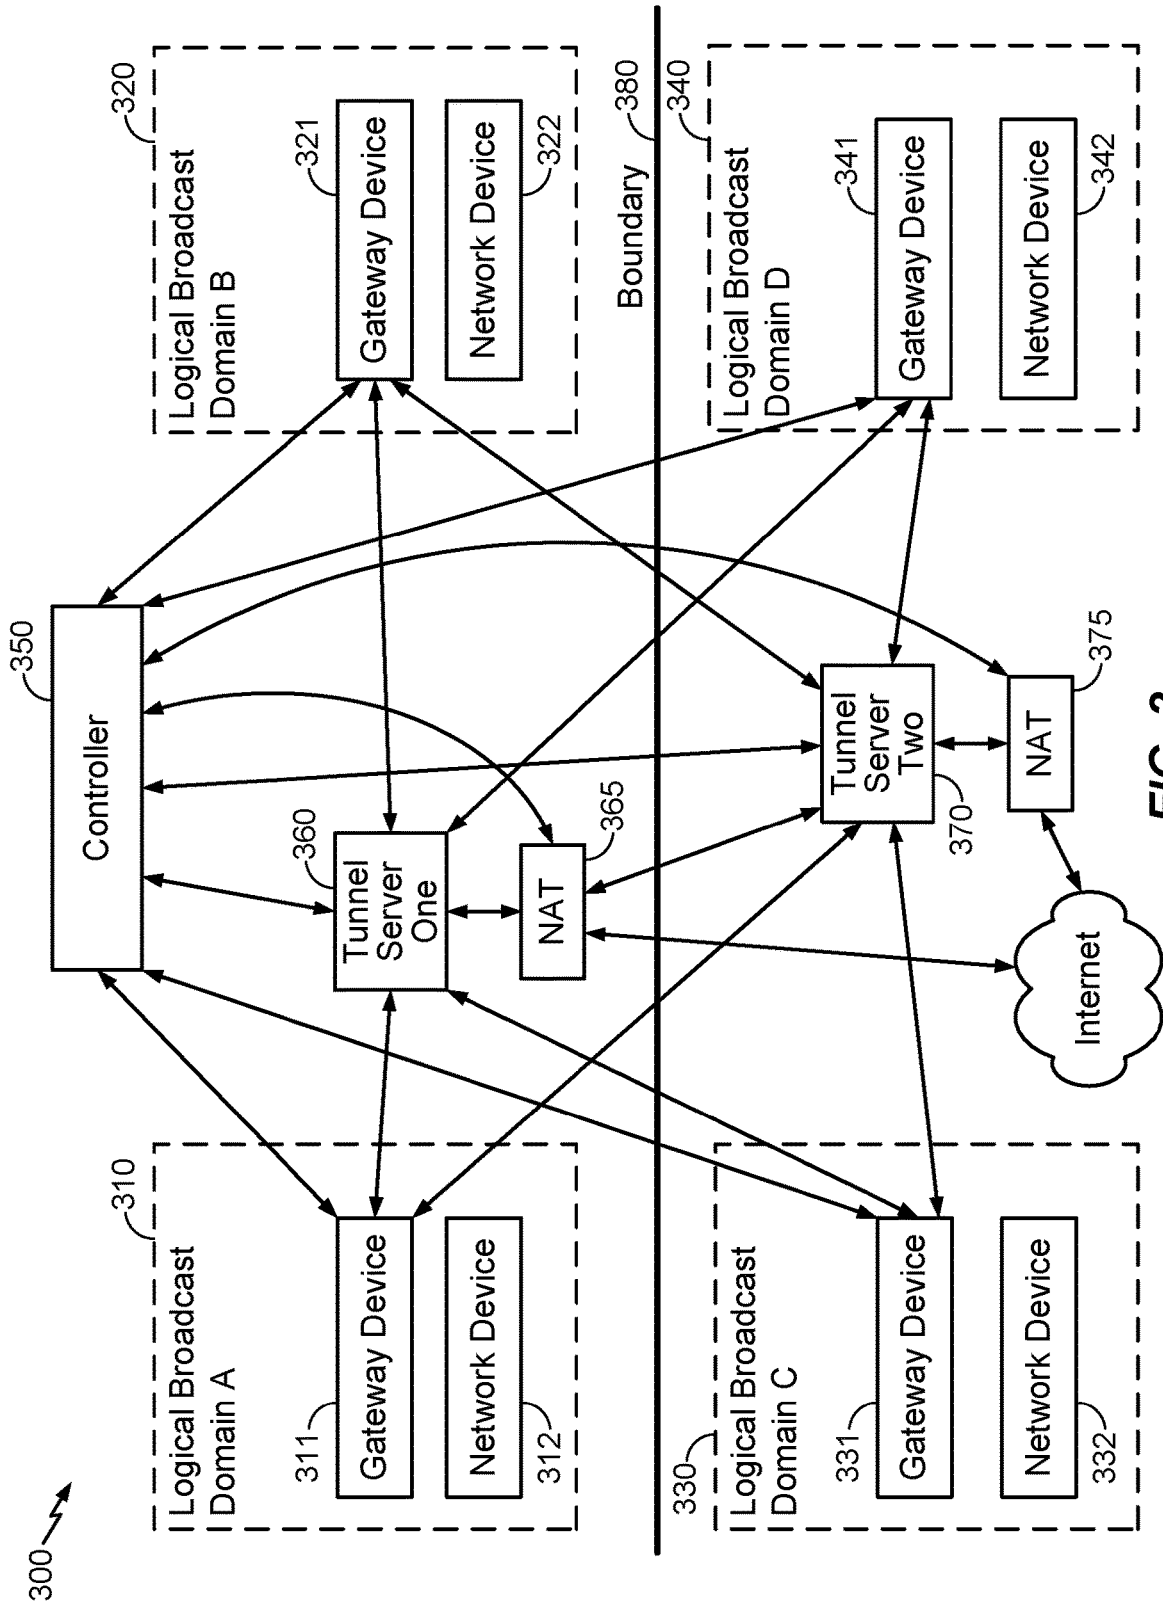 300
350
Controller
310
Logical Broadcast
Domain A
311
Gateway Device
Network Device
312
320
Logical Broadcast
Domain B
321
Gateway Device
Network Device
322
360
Tunnel
Server
One
NAT
365
Boundary
380
330
Logical Broadcast
Domain C
331
Gateway Device
Network Device
332
340
Logical Broadcast
Domain D
341
Gateway Device
Network Device
342
Tunnel
Server
Two
370
NAT
375
Internet
FIG.